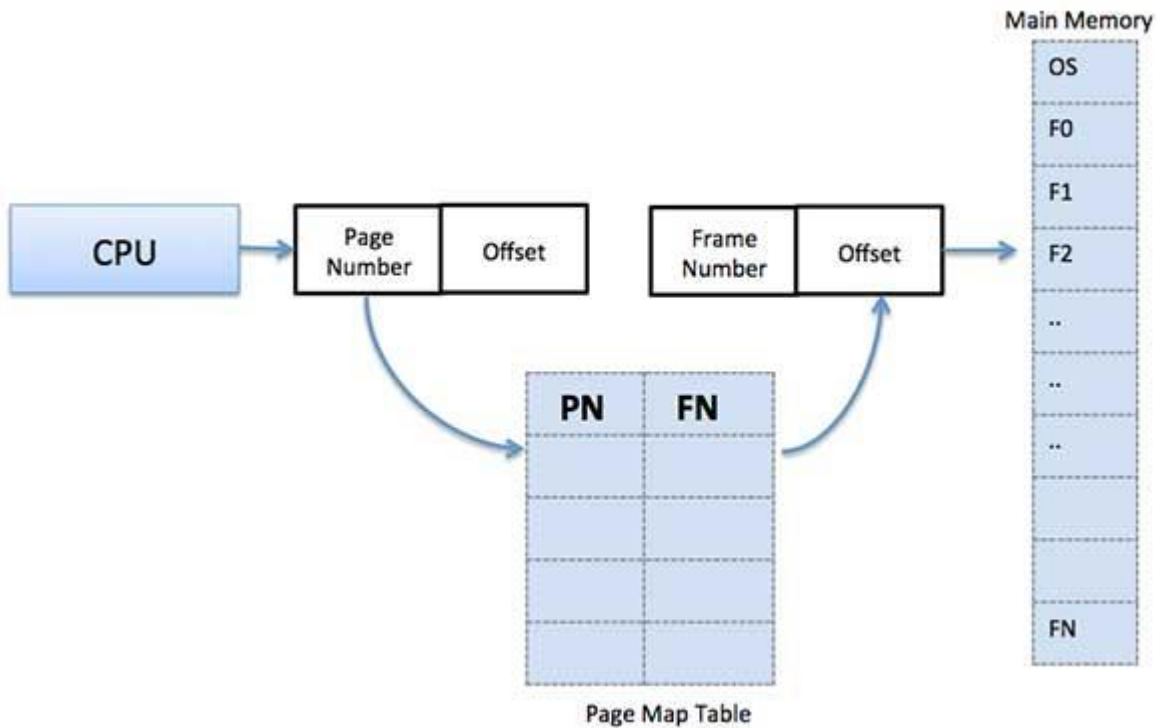 Main Memory
OS
F0
F1
F2
..
..
..
FN
CPU
Page
Number
Offset
Frame
Number
Offset
PN
FN
Page Map Table